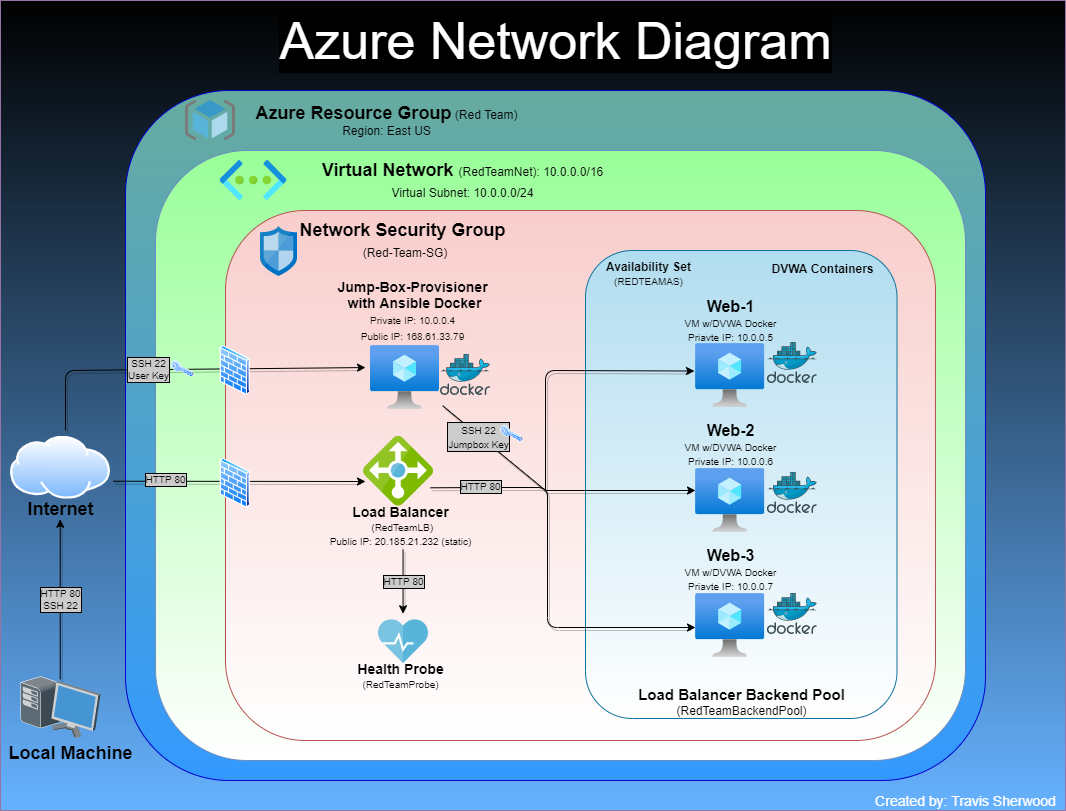 Azure Network Diagram
Azure Resource Group (Red Team)
Region: East US
Virtual Network (RedTeamNet): 10.0.0.0/16
Virtual Subnet: 10.0.0.0/24
Network Security Group
(Red-Team-SG)
Jump-Box-Provisioner
with Ansible Docker
Private IP: 10.0.0.4
Public IP: 168.61.33.79
docker
Availability Set
(REDTEAMAS)
DVWA Containers
Web-1
VM w/DVWA Docker
Priavte IP: 10.0.0.5
docker
SSH 22
User Key
SSH 22
Jumpbox Key
Web-2
VM w/DVWA Docker
Private IP: 10.0.0.6
docker
HTTP 80
HTTP 80
Internet
Load Balancer
(RedTeamLB)
Public IP: 20.185.21.232 (static)
HTTP 80
Web-3
VM w/DVWA Docker
Priavte IP: 10.0.0.7
docker
HTTP 80
SSH 22
Health Probe
(RedTeamProbe)
Load Balancer Backend Pool
(RedTeamBackendPool)
Local Machine
Created by: Travis Sherwood